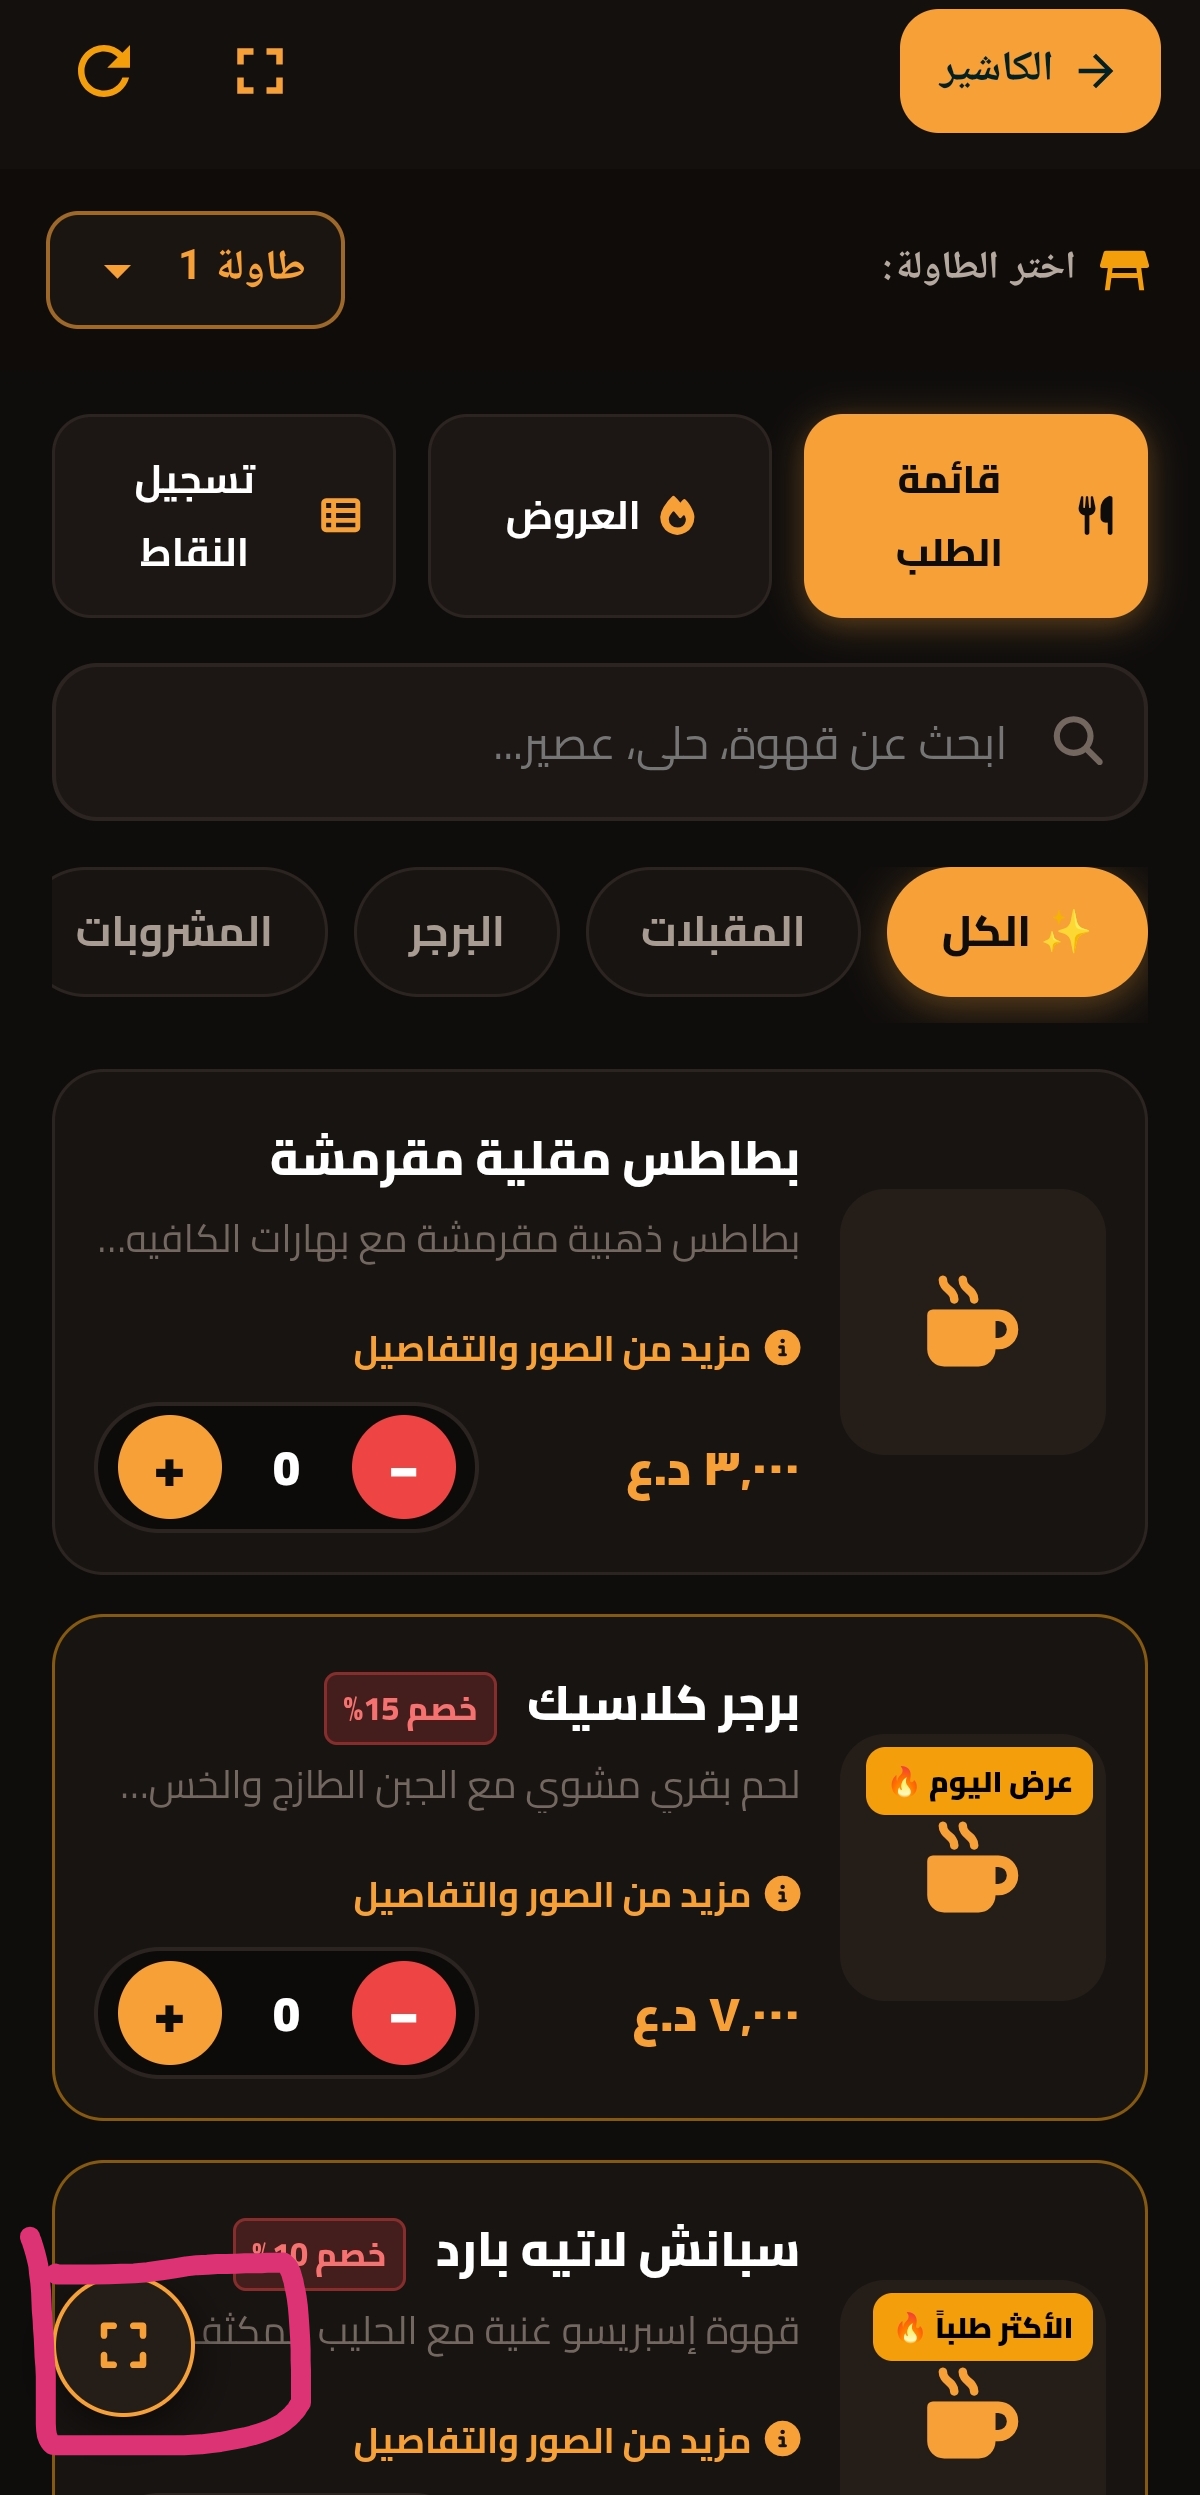 الكاشير
اختر الطاولة:
طاولة 1
قائمة الطلب
العروض
تسجيل النقاط
ابحث عن قهوة، حلى، عصير...
✨ الكل
المقبلات
البرجر
المشروبات
بطاطس مقلية مقرمشة
بطاطس ذهبية مقرمشة مع بهارات الكافيه...
مزيد من الصور والتفاصيل
٣,٠٠٠ د.ع
−
0
+
برجر كلاسيك
خصم 15%
عرض اليوم 🔥
لحم بقري مشوي مع الجبن الطازج والخس...
مزيد من الصور والتفاصيل
٧,٠٠٠ د.ع
−
0
+
سبانش لاتيه بارد
خصم 10%
الأكثر طلباً 🔥
قهوة إسبريسو غنية مع الحليب
مزيد من الصور والتفاصيل